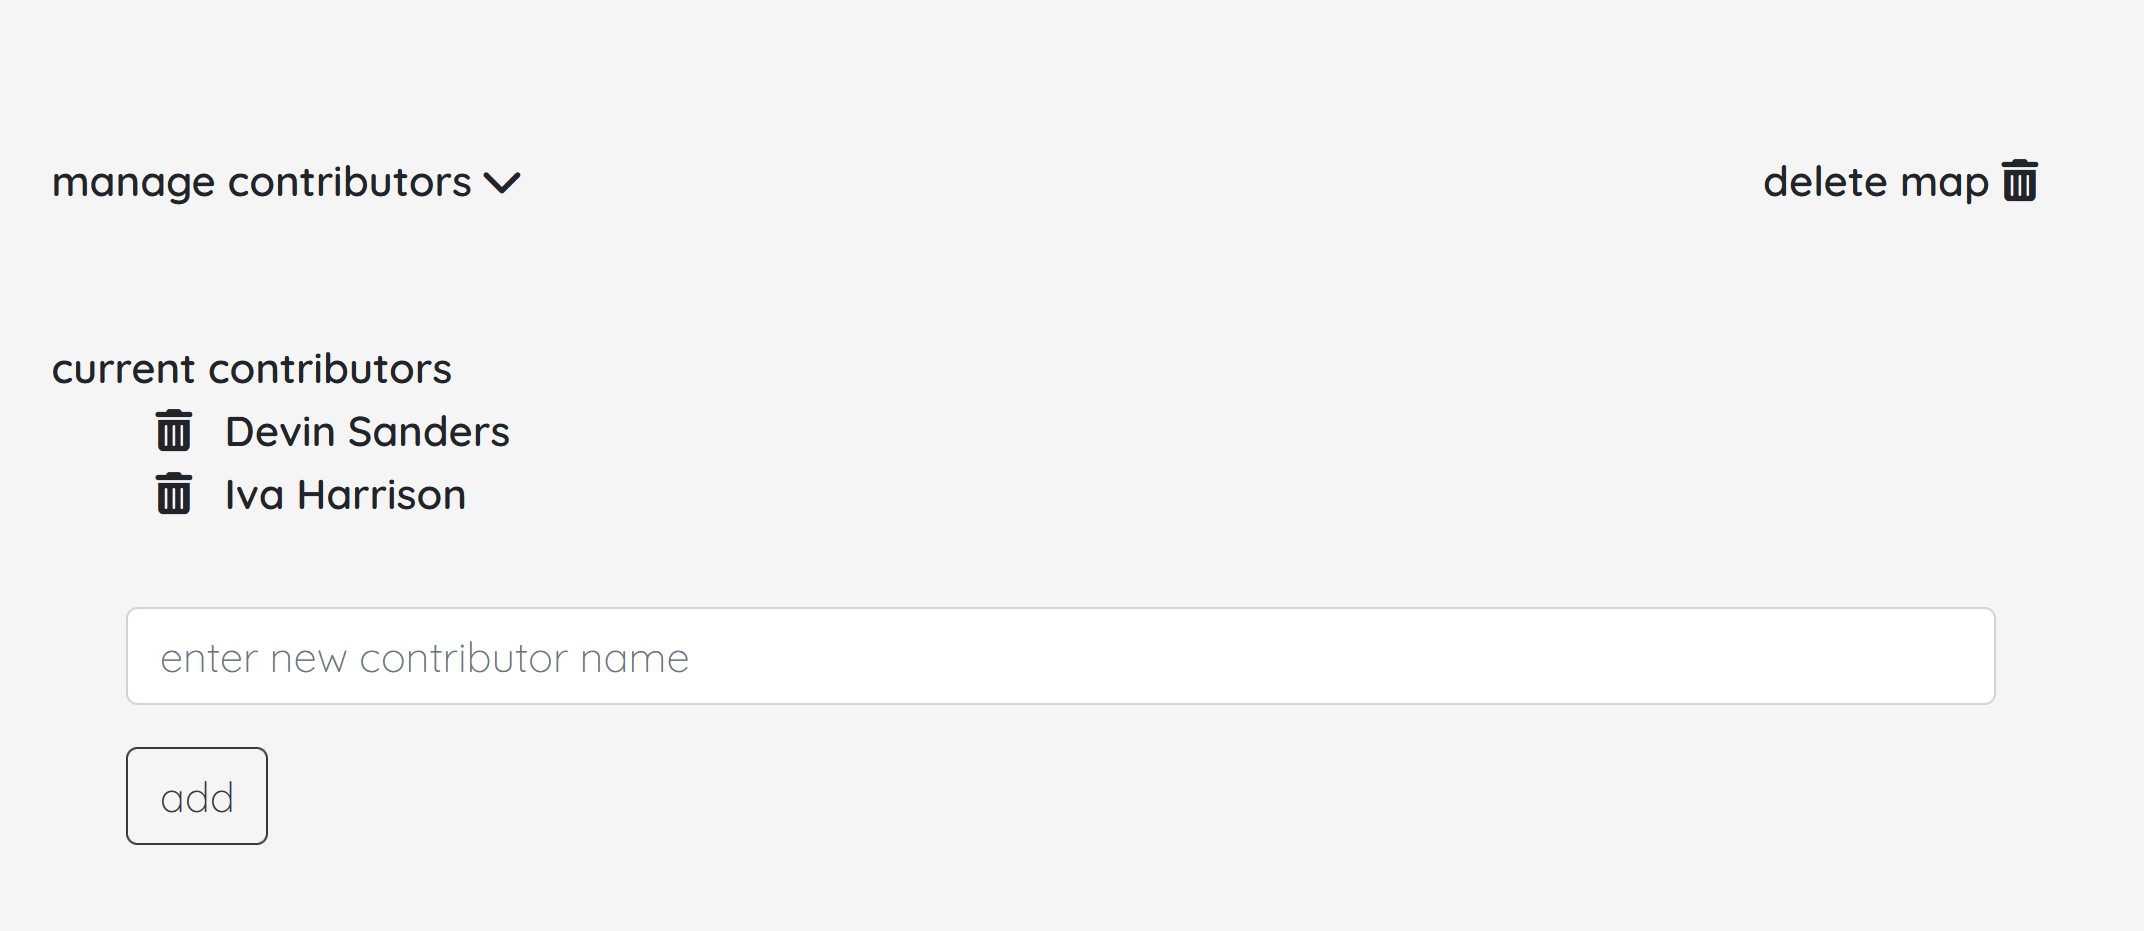 manage contributors
delete map
current contributors
Devin Sanders
Iva Harrison
enter new contributor name
add